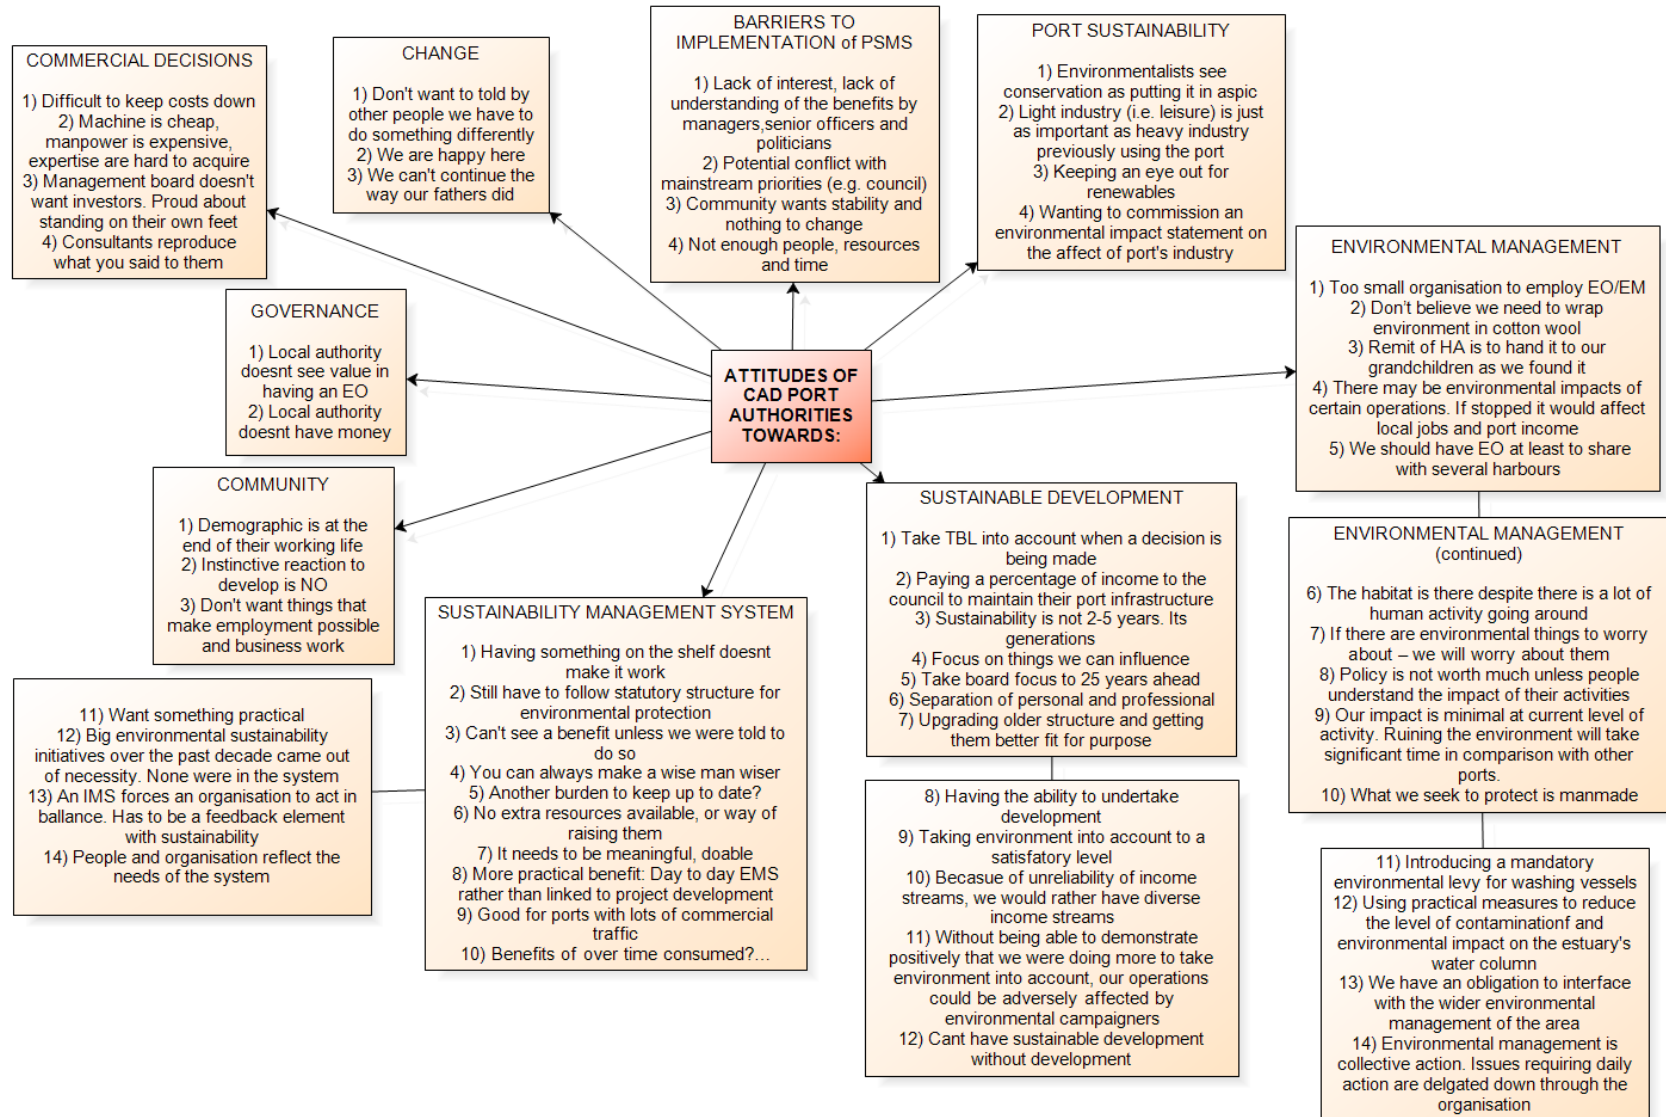 COMMERCIAL DECISIONS
1) Difficult to keep costs down
2) Machine is cheap,
manpower is expensive,
expertise are hard to acquire
3) Management board doesn't
want investors. Proud about
standing on their own feet
4) Consultants reproduce
what you said to them
CHANGE
1) Don't want to told by
other people we have to
do something differently
2) We are happy here
3) We can't continue the
way our fathers did
BARRIERS TO
IMPLEMENTATION of PSMS
1) Lack of interest, lack of
understanding of the benefits by
managers,senior officers and
politicians
2) Potential conflict with
mainstream priorities (e.g. council)
3) Community wants stability and
nothing to change
4) Not enough people, resources
and time
PORT SUSTAINABILITY
1) Environmentalists see
conservation as putting it in aspic
2) Light industry (i.e. leisure) is just
as important as heavy industry
previously using the port
3) Keeping an eye out for
renewables
4) Wanting to commission an
environmental impact statement on
the affect of port's industry
GOVERNANCE
1) Local authority
doesnt see value in
having an EO
2) Local authority
doesnt have money
ATTITUDES OF
CAD PORT
AUTHORITIES
TOWARDS:
ENVIRONMENTAL MANAGEMENT
1) Too small organisation to employ EO/EM
2) Don't believe we need to wrap
environment in cotton wool
3) Remit of HA is to hand it to our
grandchildren as we found it
4) There may be environmental impacts of
certain operations. If stopped it would affect
local jobs and port income
5) We should have EO at least to share
with several harbours
COMMUNITY
1) Demographic is at the
end of their working life
2) Instinctive reaction to
develop is NO
3) Don't want things that
make employment possible
and business work
SUSTAINABILITY MANAGEMENT SYSTEM
1) Having something on the shelf doesnt
make it work
2) Still have to follow statutory structure for
environmental protection
3) Can't see a benefit unless we were told to
do so
4) You can always make a wise man wiser
5) Another burden to keep up to date?
6) No extra resources available, or way of
raising them
7) It needs to be meaningful, doable
8) More practical benefit: Day to day EMS
rather than linked to project development
9) Good for ports with lots of commercial
traffic
10) Benefits of over time consumed?...
11) Want something practical
12) Big environmental sustainability
initiatives over the past decade came out
of necessity. None were in the system
13) An IMS forces an organisation to act in
ballance. Has to be a feedback element
with sustainability
14) People and organisation reflect the
needs of the system
SUSTAINABLE DEVELOPMENT
1) Take TBL into account when a decision is
being made
2) Paying a percentage of income to the
council to maintain their port infrastructure
3) Sustainability is not 2-5 years. Its
generations
4) Focus on things we can influence
5) Take board focus to 25 years ahead
6) Separation of personal and professional
7) Upgrading older structure and getting
them better fit for purpose
8) Having the ability to undertake
development
9) Taking environment into account to a
satisfatory level
10) Becasue of unreliability of income
streams, we would rather have diverse
income streams
11) Without being able to demonstrate
positively that we were doing more to take
environment into account, our operations
could be adversely affected by
environmental campaigners
12) Cant have sustainable development
without development
ENVIRONMENTAL MANAGEMENT
(continued)
6) The habitat is there despite there is a lot of
human activity going around
7) If there are environmental things to worry
about – we will worry about them
8) Policy is not worth much unless people
understand the impact of their activities
9) Our impact is minimal at current level of
activity. Ruining the environment will take
significant time in comparison with other
ports.
10) What we seek to protect is manmade
11) Introducing a mandatory
environmental levy for washing vessels
12) Using practical measures to reduce
the level of contaminationf and
environmental impact on the estuary's
water column
13) We have an obligation to interface
with the wider environmental
management of the area
14) Environmental management is
collective action. Issues requiring daily
action are delgated down through the
organisation